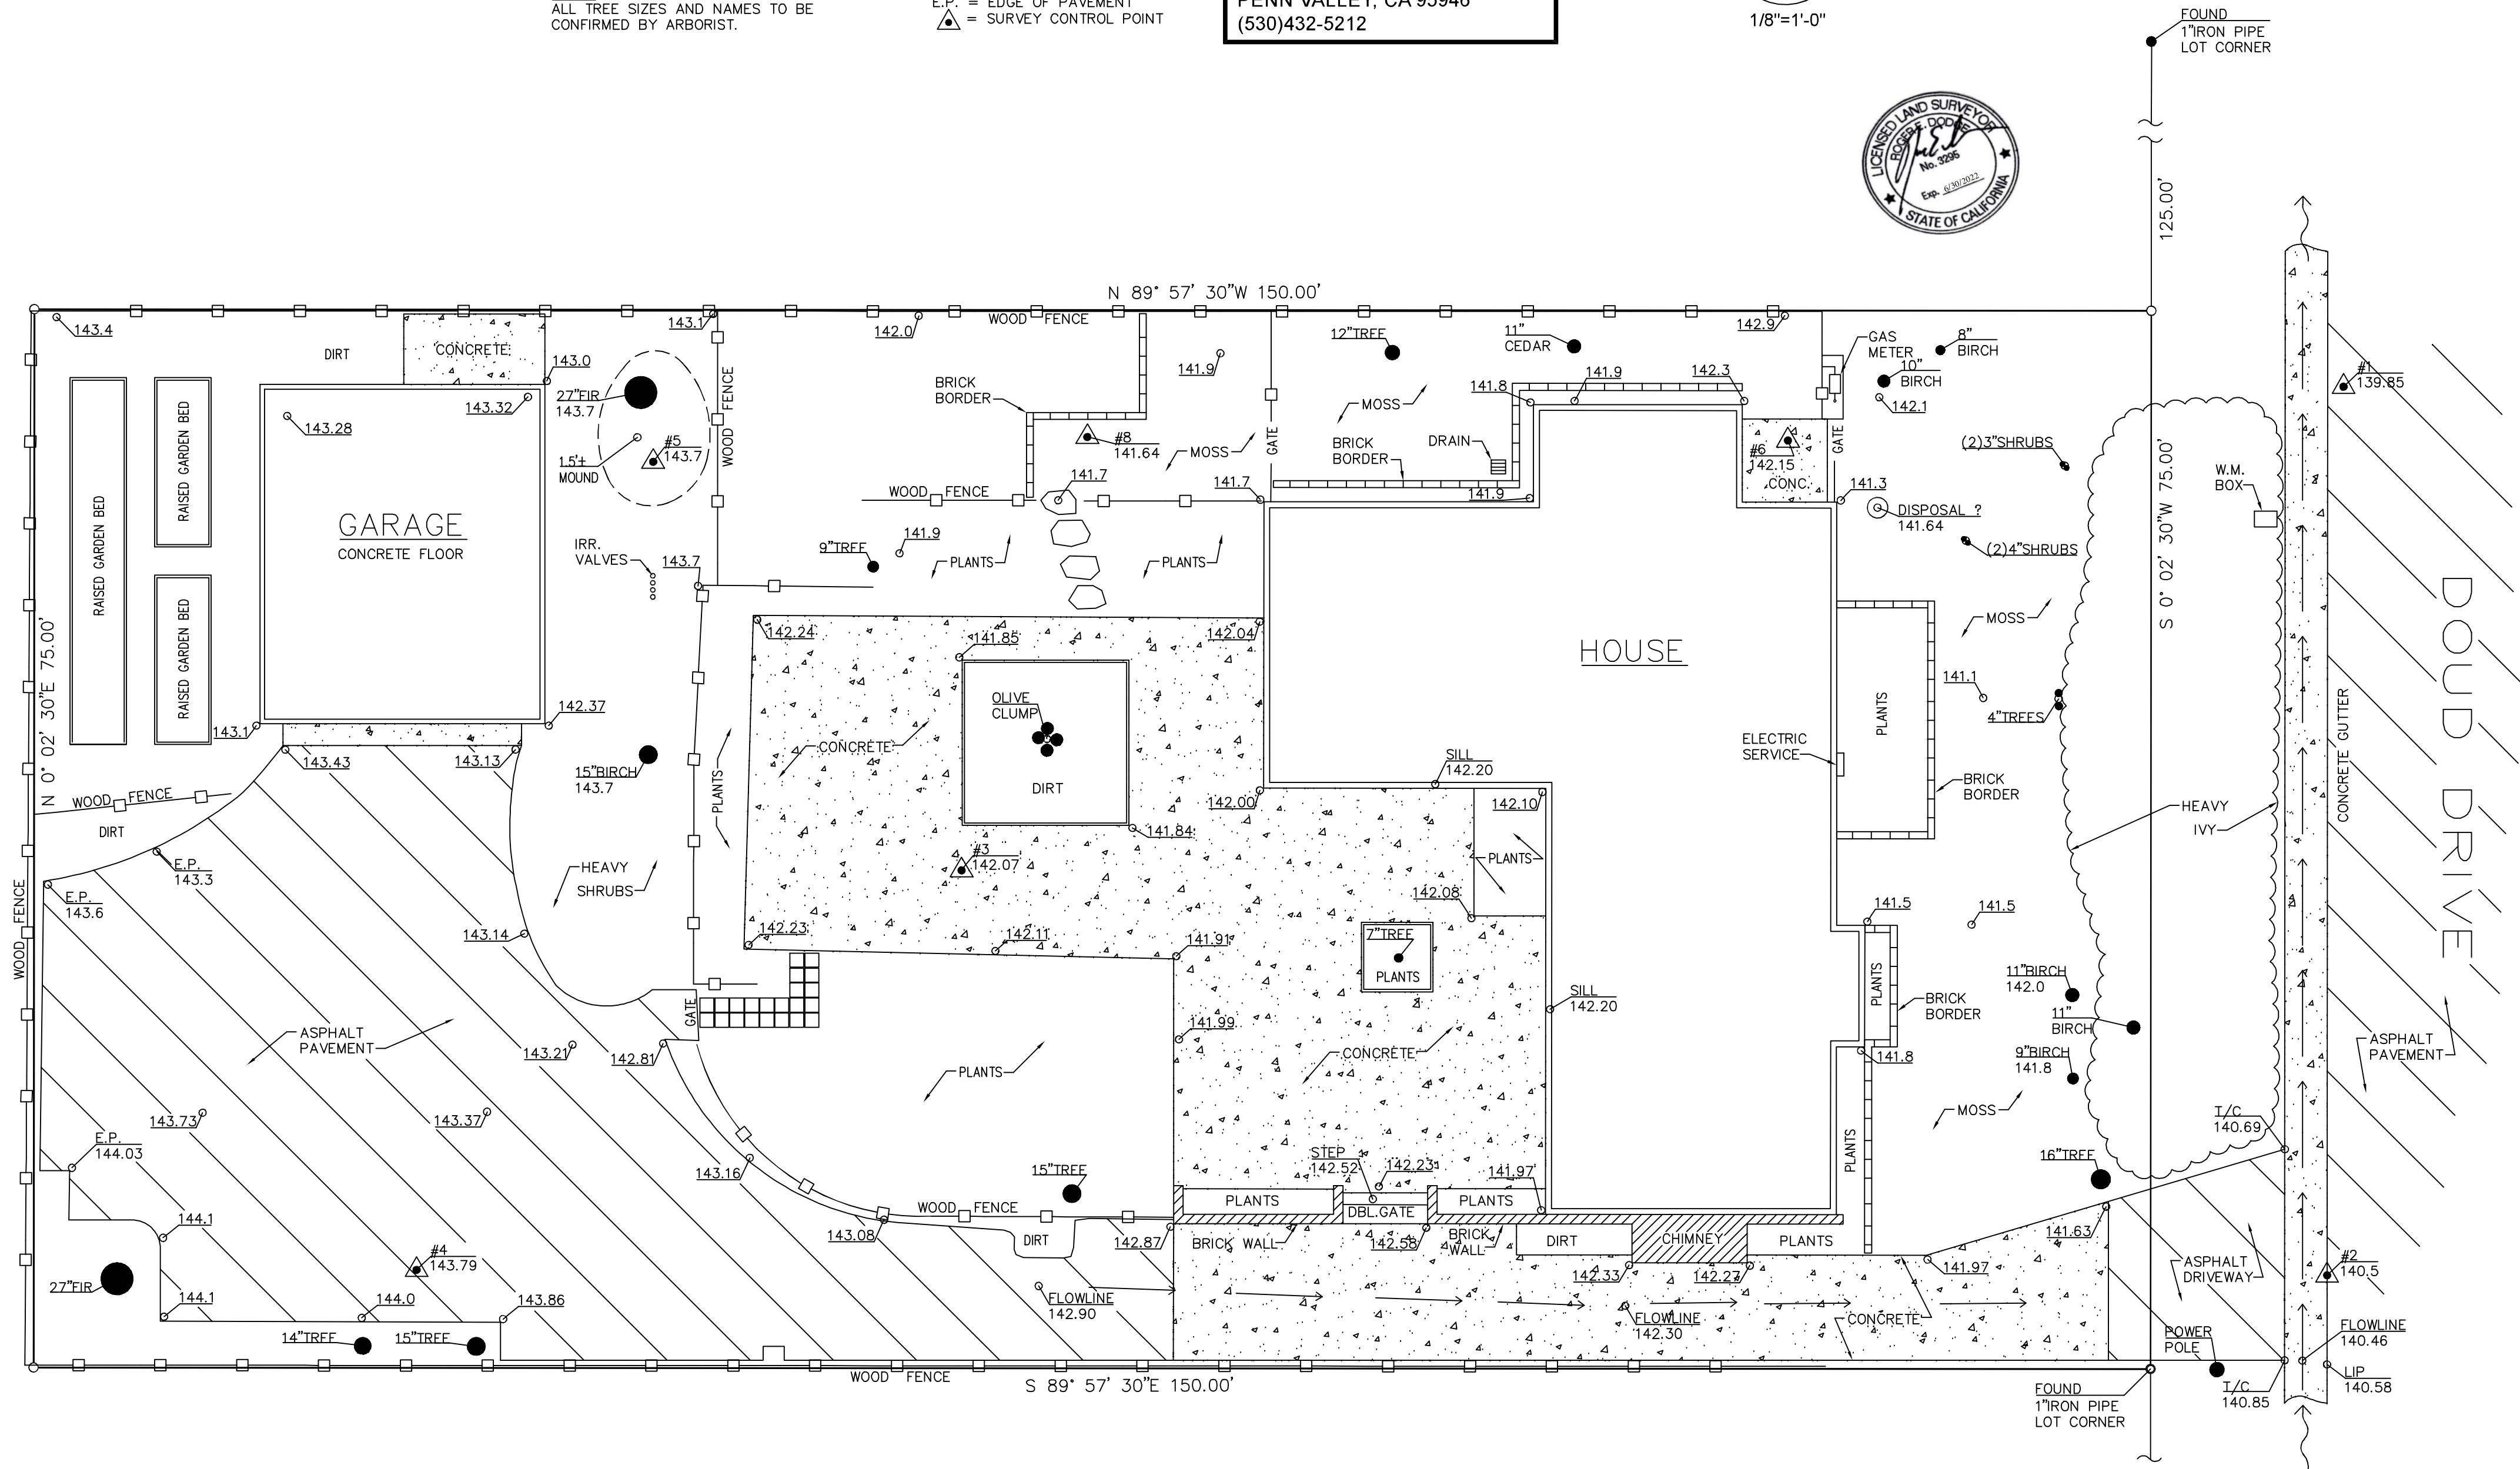 ALL TREE SIZES AND NAMES TO BE
CONFIRMED BY ARBORIST.
E.P. = EDGE OF PAVEMENT
= SURVEY CONTROL POINT
PENN VALLEY, CA 95946
(530)432-5212
1/8"=1'-0"
FOUND
1"IRON PIPE
LOT CORNER
LICENSED LAND SURVEYOR
ROGER E. DODGE
No. 3295
Exp. 6/30/2022
STATE OF CALIFORNIA
125.00'
N 89° 57' 30"W 150.00'
WOOD FENCE
143.4
DIRT
CONCRETE
143.0
143.1
142.0
141.9
12"TREE
11"
CEDAR
142.9
GAS
METER
8"
BIRCH
10"
BIRCH
142.1
#1
139.85
27"FIR
143.7
143.32
143.28
#5
143.7
1.5'±
MOUND
WOOD FENCE
BRICK
BORDER
#8
141.64
MOSS
GATE
MOSS
BRICK
BORDER
DRAIN
141.8
141.9
142.3
#6
142.15
CONC.
GATE
(2)3"SHRUBS
W.M.
BOX
S 0° 02' 30"W 75.00'
RAISED GARDEN BED
RAISED GARDEN BED
RAISED GARDEN BED
GARAGE
CONCRETE FLOOR
IRR.
VALVES
143.7
WOOD FENCE
141.7
141.7
141.9
141.3
DISPOSAL ?
141.64
(2)4"SHRUBS
9"TREE
141.9
PLANTS
PLANTS
142.24
141.85
142.04
HOUSE
MOSS
DOUD DRIVE
N 0° 02' 30"E 75.00'
OLIVE
CLUMP
DIRT
CONCRETE
PLANTS
141.1
4"TREES
143.1
142.37
143.43
143.13
15"BIRCH
143.7
PLANTS
ELECTRIC
SERVICE
SILL
142.20
BRICK
BORDER
CONCRETE GUTTER
WOOD FENCE
DIRT
142.00
142.10
141.84
HEAVY
IVY
E.P.
143.3
E.P.
143.6
HEAVY
SHRUBS
#3
142.07
PLANTS
142.08
WOOD FENCE
143.14
142.23
142.11
141.91
7"TREE
PLANTS
141.5
141.5
PLANTS
11"BIRCH
142.0
11"
BIRCH
SILL
142.20
BRICK
BORDER
ASPHALT
PAVEMENT
GATE
143.21
142.81
141.99
CONCRETE
141.8
9"BIRCH
141.8
ASPHALT
PAVEMENT
PLANTS
MOSS
143.73
143.37
T/C
140.69
E.P.
144.03
143.16
15"TREE
STEP
142.52
142.23
141.97
PLANTS
16"TREE
144.1
WOOD FENCE
PLANTS
DBL.GATE
PLANTS
143.08
DIRT
142.87
BRICK WALL
142.58
BRICK
WALL
DIRT
CHIMNEY
PLANTS
141.63
#4
143.79
ASPHALT
DRIVEWAY
#2
140.5
27"FIR
144.1
144.0
143.86
FLOWLINE
142.90
142.33
142.27
141.97
FLOWLINE
142.30
CONCRETE
14"TREE
15"TREE
POWER
POLE
FLOWLINE
140.46
LIP
140.58
WOOD FENCE
S 89° 57' 30"E 150.00'
FOUND
1"IRON PIPE
LOT CORNER
T/C
140.85